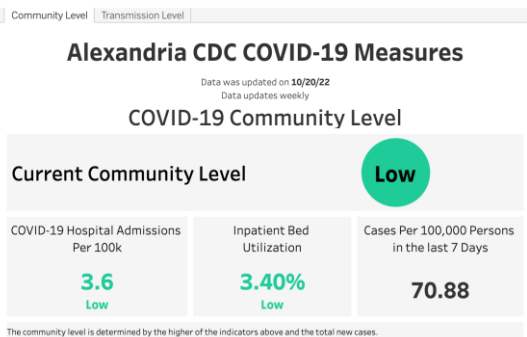 Community Level Transmission Level
Alexandria CDC COVID-19 Measures
Data was updated on 10/20/22
Data updates weekly
COVID-19 Community Level
Current Community Level Low
COVID-19 Hospital Admissions
Per 100k
3.6
Low
Inpatient Bed
Utilization
3.40%
Low
Cases Per 100,000 Persons
in the last 7 Days
70.88
The community level is determined by the higher of the indicators above and the total new cases.